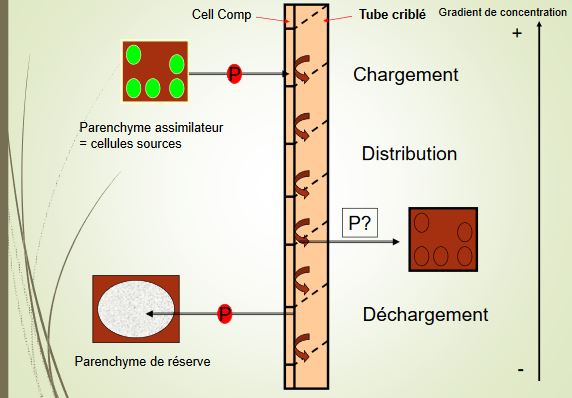 Cell Comp
Tube criblé
Gradient de concentration
+
P
Chargement
Parenchyme assimilateur
= cellules sources
Distribution
P?
P
Déchargement
Parenchyme de réserve
-